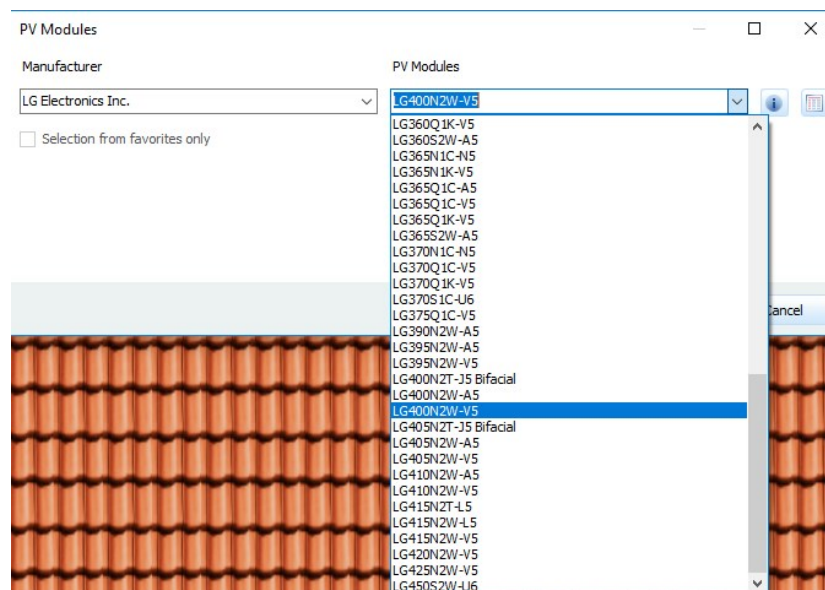 PV Modules
Manufacturer
PV Modules
LG Electronics Inc.
LG400N2W-V5
Selection from favorites only
LG360Q1K-V5
LG360S2W-A5
LG365N1C-N5
LG365N1K-V5
LG365Q1C-A5
LG365Q1C-V5
LG365Q1K-V5
LG365S2W-A5
LG370N1C-N5
LG370Q1C-V5
LG370Q1K-V5
LG370S1C-U6
LG375Q1C-V5
LG390N2W-A5
LG395N2W-A5
LG395N2W-V5
LG400N2T-J5 Bifacial
LG400N2W-A5
LG400N2W-V5
LG405N2T-J5 Bifacial
LG405N2W-A5
LG405N2W-V5
LG410N2W-A5
LG410N2W-V5
LG415N2T-L5
LG415N2W-L5
LG415N2W-V5
LG420N2W-V5
LG425N2W-V5
LG450S2W-U6
Cancel